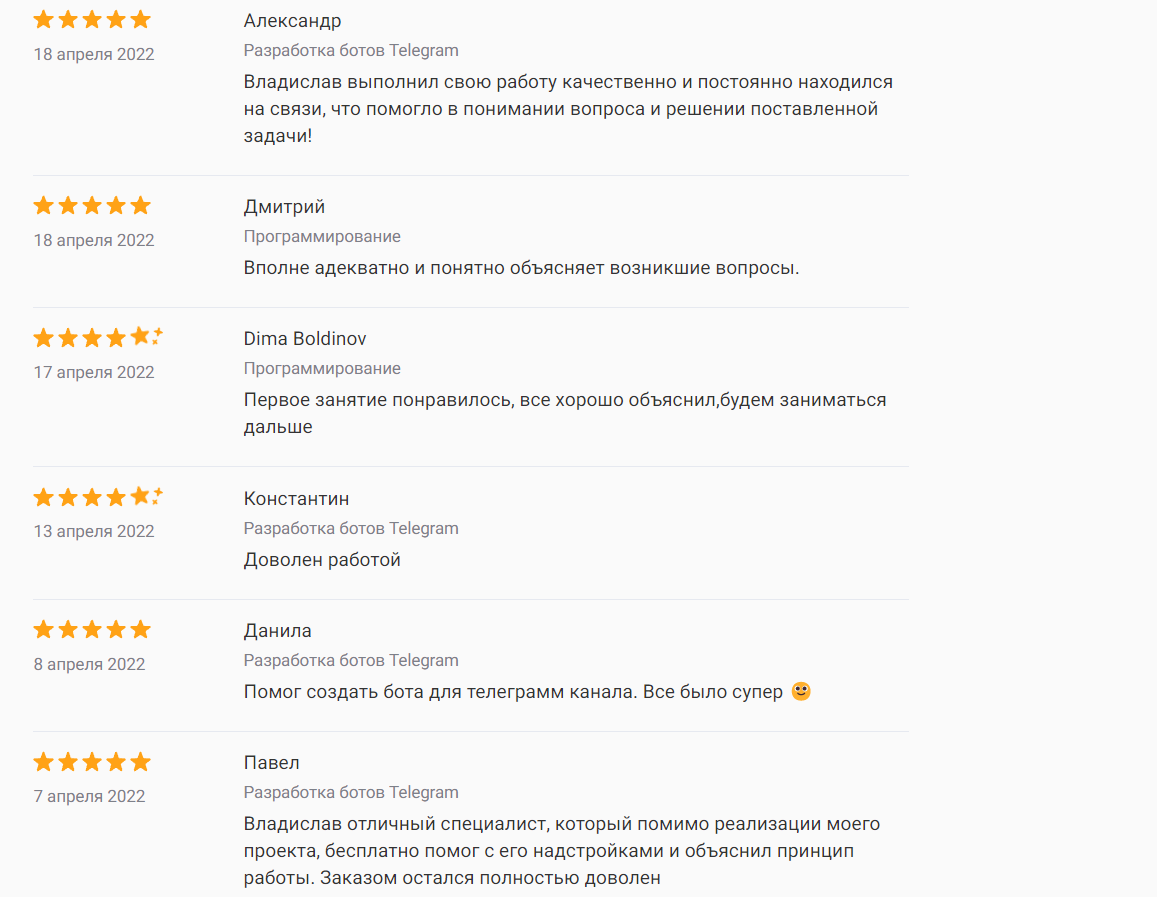 Александр
Разработка ботов Telegram
18 апреля 2022
Владислав выполнил свою работу качественно и постоянно находился
на связи, что помогло в понимании вопроса и решении поставленной
задачи!
Дмитрий
Программирование
18 апреля 2022
Вполне адекватно и понятно объясняет возникшие вопросы.
Dima Boldinov
Программирование
17 апреля 2022
Первое занятие понравилось, все хорошо объяснил,будем заниматься
дальше
Константин
Разработка ботов Telegram
13 апреля 2022
Доволен работой
Данила
Разработка ботов Telegram
8 апреля 2022
Помог создать бота для телеграмм канала. Все было супер 🙂
Павел
Разработка ботов Telegram
7 апреля 2022
Владислав отличный специалист, который помимо реализации моего
проекта, бесплатно помог с его надстройками и объяснил принцип
работы. Заказом остался полностью доволен